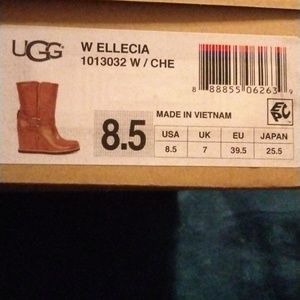 UGG
W ELLECIA
1013032 W / CHE
8 88855 06263 9
8.5
MADE IN VIETNAM
USA UK EU JAPAN
8.5 7 39.5 25.5